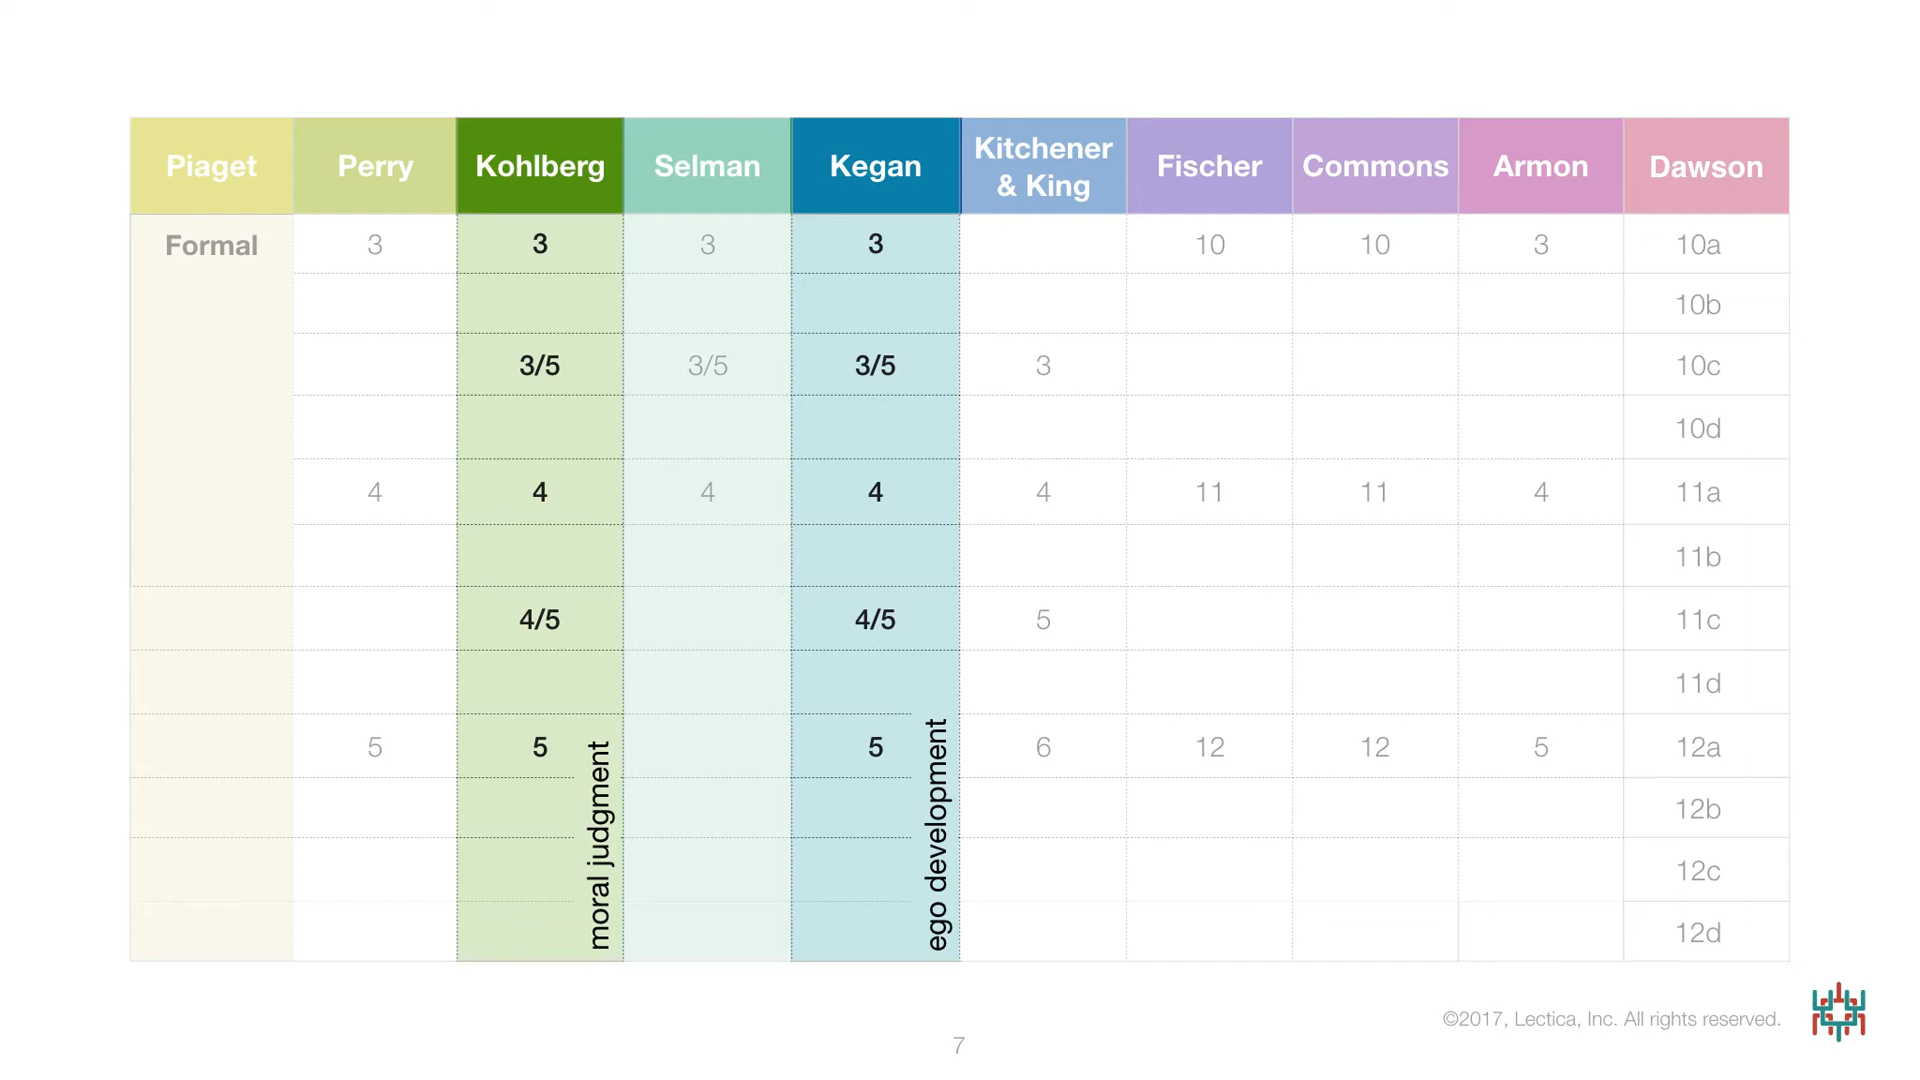 Piaget Perry Kohlberg Selman Kegan Kitchener & King Fischer Commons Armon Dawson
Formal 3 3 3 3 10 10 3 10a
10b
3/5 3/5 3/5 3 10c
10d
4 4 4 4 4 11 11 4 11a
11b
4/5 4/5 5 11c
11d
5 5 5 6 12 12 5 12a
12b
12c
12d
moral judgment
ego development
©2017, Lectica, Inc. All rights reserved.
7